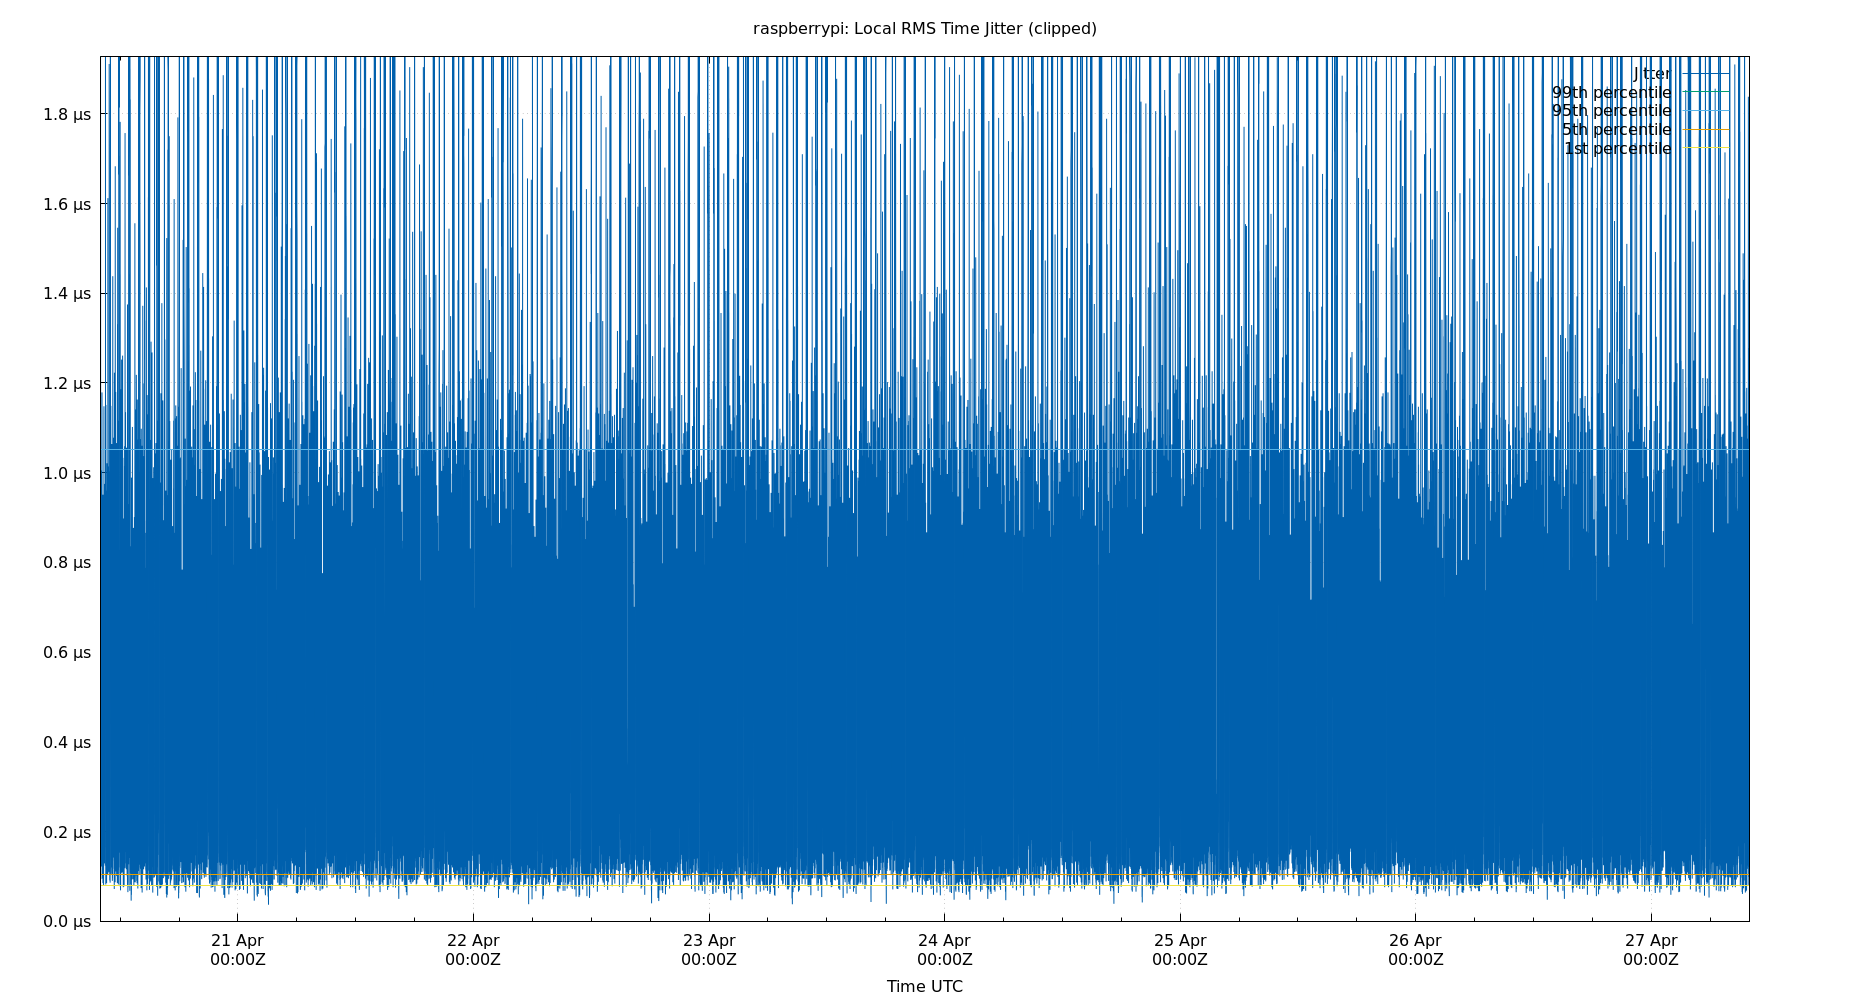 raspberrypi: Local RMS Time Jitter (clipped)
Jitter
99th percentile
95th percentile
5th percentile
1st percentile
1.8 µs
1.6 µs
1.4 µs
1.2 µs
1.0 µs
0.8 µs
0.6 µs
0.4 µs
0.2 µs
0.0 µs
21 Apr 22 Apr 23 Apr 24 Apr 25 Apr 26 Apr 27 Apr
00:00Z 00:00Z 00:00Z 00:00Z 00:00Z 00:00Z 00:00Z
Time UTC